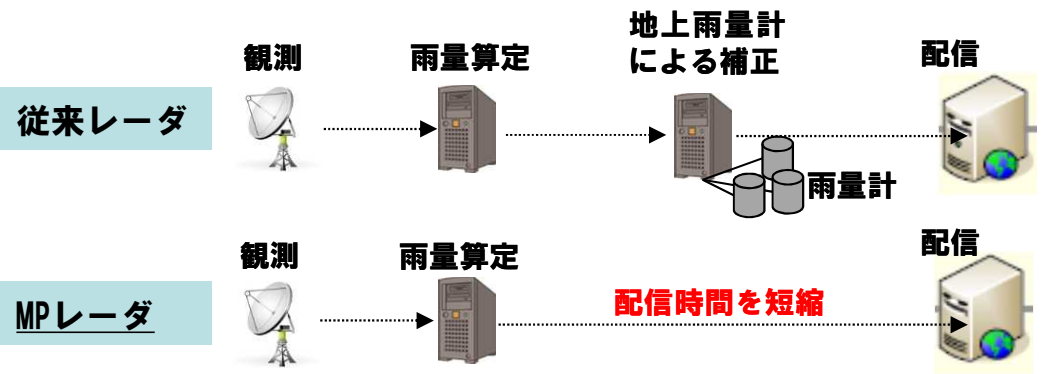 観測
雨量算定
地上雨量計
による補正
配信
従来レーダ
雨量計
観測
雨量算定
配信
MPレーダ
配信時間を短縮